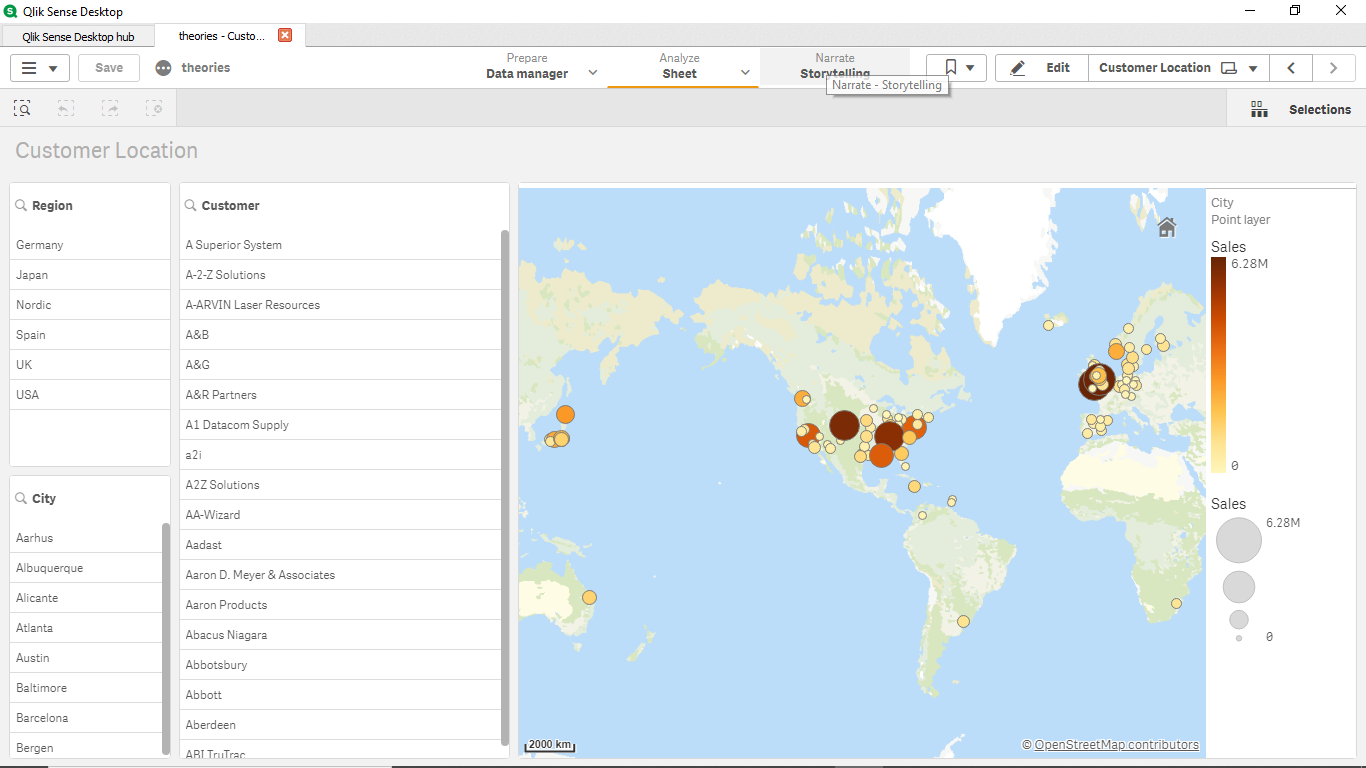 Qlik Sense Desktop
Qlik Sense Desktop hub
theories - Custo...
Save
theories
Prepare
Data manager
Analyze
Sheet
Narrate
Storytelling
Narrate - Storytelling
Edit
Customer Location
Selections
Customer Location
Region
Germany
Japan
Nordic
Spain
UK
USA
City
Aarhus
Albuquerque
Alicante
Atlanta
Austin
Baltimore
Barcelona
Bergen
Customer
A Superior System
A-2-Z Solutions
A-ARVIN Laser Resources
A&B
A&G
A&R Partners
A1 Datacom Supply
a2i
A2Z Solutions
AA-Wizard
Aadast
Aaron D. Meyer & Associates
Aaron Products
Abacus Niagara
Abbotsbury
Abbott
Aberdeen
ABI TruTrac
2000 km
© OpenStreetMap contributors
City
Point layer
Sales
6.28M
0
Sales
6.28M
0